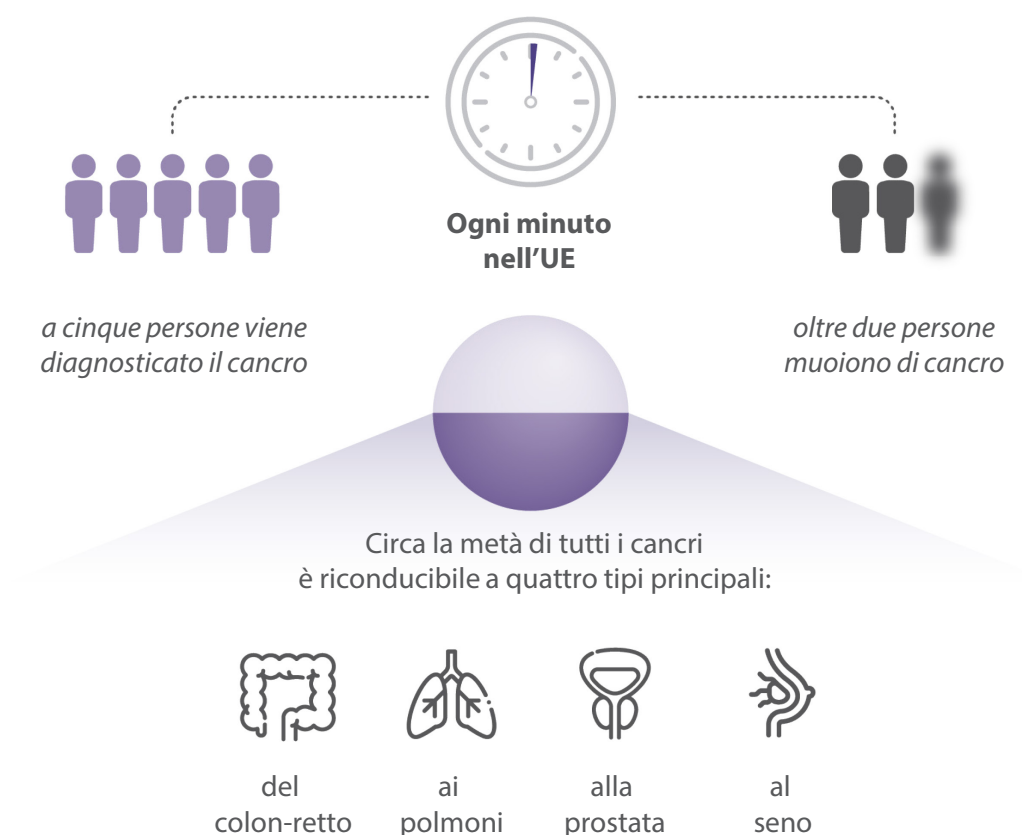 Ogni minuto
nell’UE
a cinque persone viene
diagnosticato il cancro
oltre due persone
muoiono di cancro
Circa la metà di tutti i cancri
è riconducibile a quattro tipi principali:
del
colon-retto
ai
polmoni
alla
prostata
al
seno